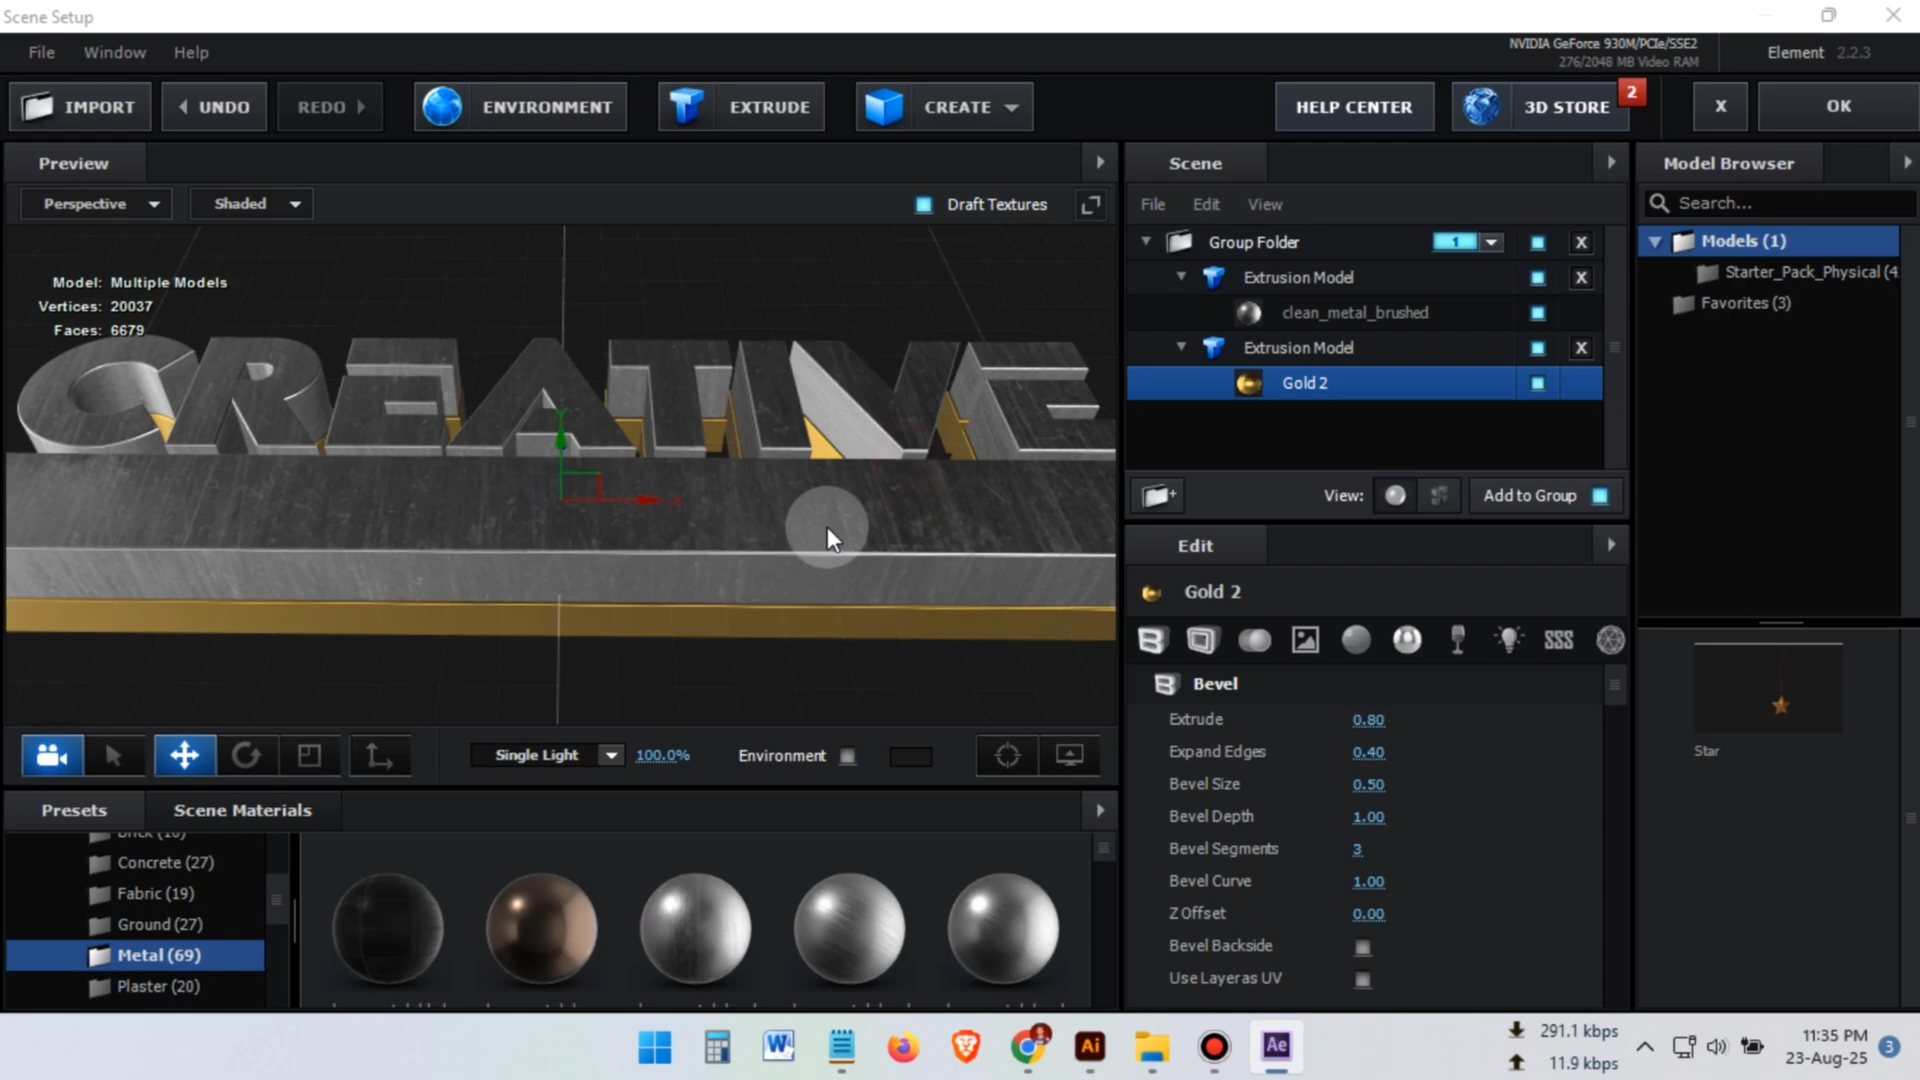 Scene Setup
File Window Help
NVIDIA GeForce 930M/PCIe/SSE2
276/2048 MB Video RAM
Element 2.2.3
IMPORT
UNDO
REDO
ENVIRONMENT
EXTRUDE
CREATE
HELP CENTER
3D STORE
2
X
OK
Preview
Perspective
Shaded
Draft Textures
Model: Multiple Models
Vertices: 20037
Faces: 6679
CREATIVE
Y
X
Single Light
100.0%
Environment
Presets
Scene Materials
Brick (10)
Concrete (27)
Fabric (19)
Ground (27)
Metal (69)
Plaster (20)
Scene
File Edit View
Group Folder
1
X
Extrusion Model
X
clean_metal_brushed
Extrusion Model
X
Gold 2
View:
Add to Group
Edit
Gold 2
SSS
Bevel
Extrude 0.80
Expand Edges 0.40
Bevel Size 0.50
Bevel Depth 1.00
Bevel Segments 3
Bevel Curve 1.00
Z Offset 0.00
Bevel Backside
Use Layer as UV
Model Browser
Search...
Models (1)
Starter_Pack_Physical (4
Favorites (3)
Star
W
Ai
Ae
291.1 kbps
11.9 kbps
11:35 PM
23-Aug-25
3